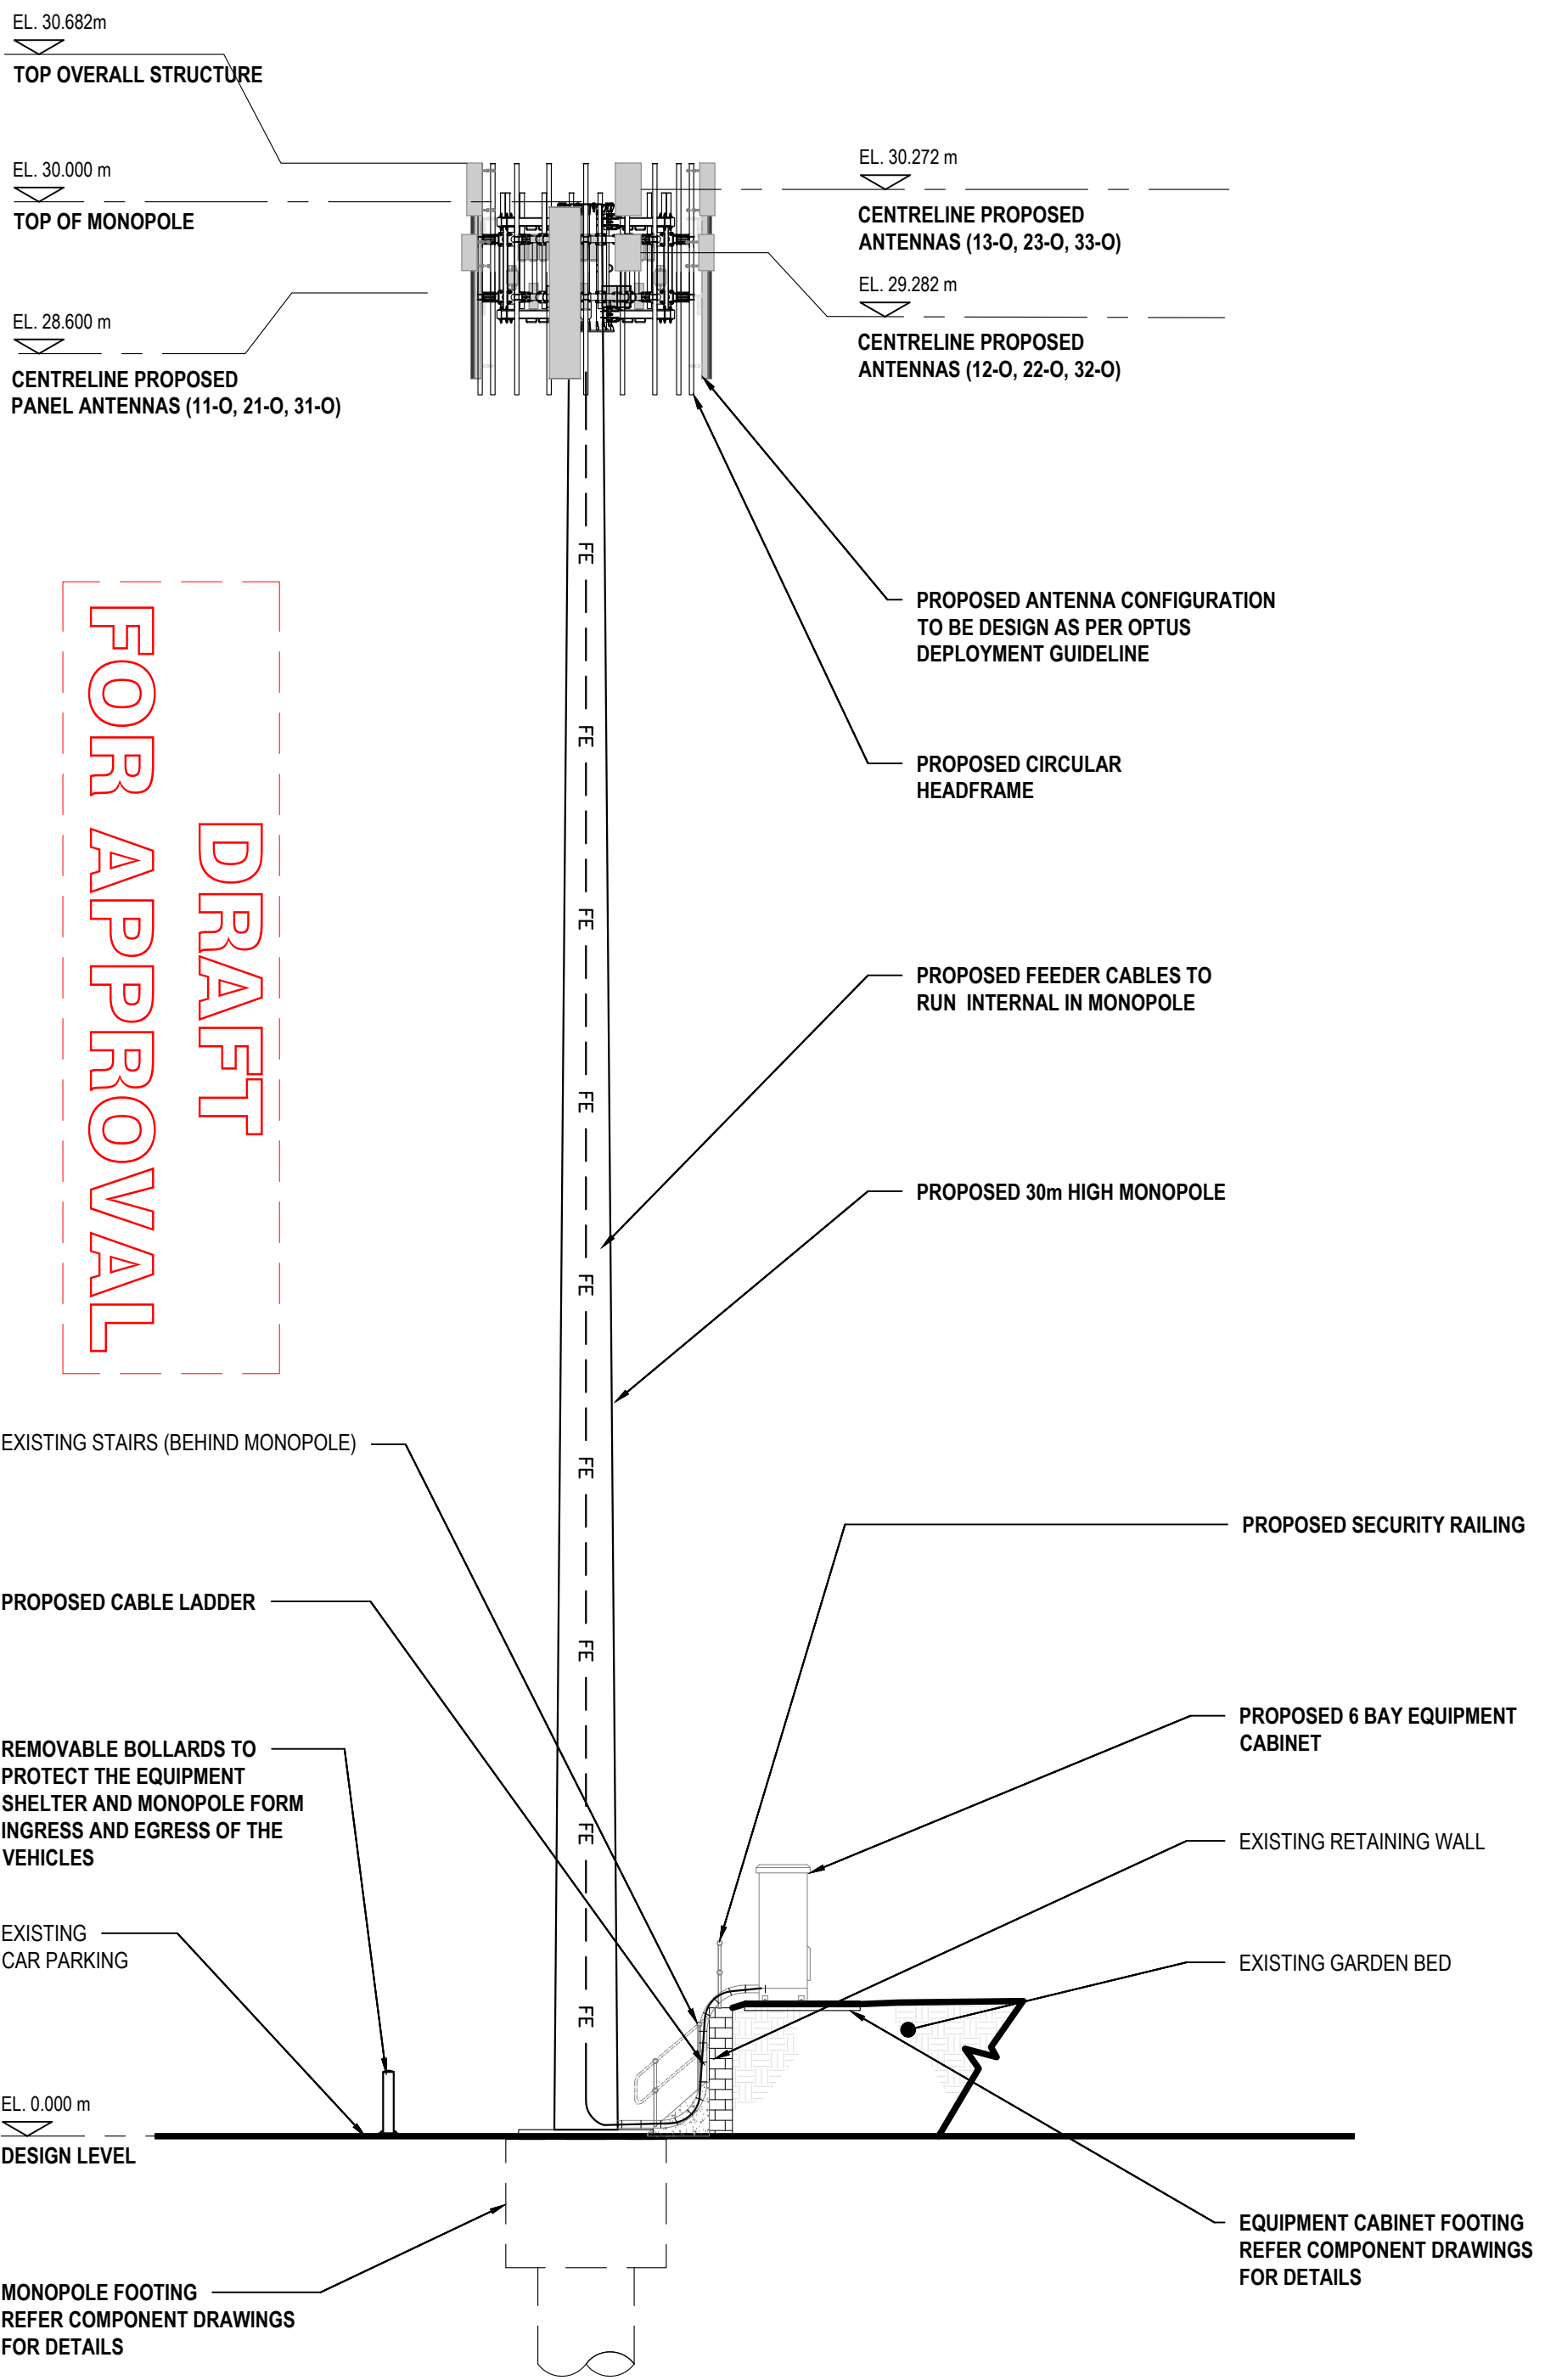 EL. 30.682m
TOP OVERALL STRUCTURE
EL. 30.000 m
TOP OF MONOPOLE
EL. 28.600 m
CENTRELINE PROPOSED
PANEL ANTENNAS (11-O, 21-O, 31-O)
EL. 30.272 m
CENTRELINE PROPOSED
ANTENNAS (13-O, 23-O, 33-O)
EL. 29.282 m
CENTRELINE PROPOSED
ANTENNAS (12-O, 22-O, 32-O)
PROPOSED ANTENNA CONFIGURATION
TO BE DESIGN AS PER OPTUS
DEPLOYMENT GUIDELINE
PROPOSED CIRCULAR
HEADFRAME
PROPOSED FEEDER CABLES TO
RUN INTERNAL IN MONOPOLE
PROPOSED 30m HIGH MONOPOLE
DRAFT
FOR APPROVAL
FE
FE
FE
FE
FE
FE
FE
FE
FE
EXISTING STAIRS (BEHIND MONOPOLE)
PROPOSED CABLE LADDER
REMOVABLE BOLLARDS TO
PROTECT THE EQUIPMENT
SHELTER AND MONOPOLE FORM
INGRESS AND EGRESS OF THE
VEHICLES
EXISTING
CAR PARKING
EL. 0.000 m
DESIGN LEVEL
MONOPOLE FOOTING
REFER COMPONENT DRAWINGS
FOR DETAILS
PROPOSED SECURITY RAILING
PROPOSED 6 BAY EQUIPMENT
CABINET
EXISTING RETAINING WALL
EXISTING GARDEN BED
EQUIPMENT CABINET FOOTING
REFER COMPONENT DRAWINGS
FOR DETAILS